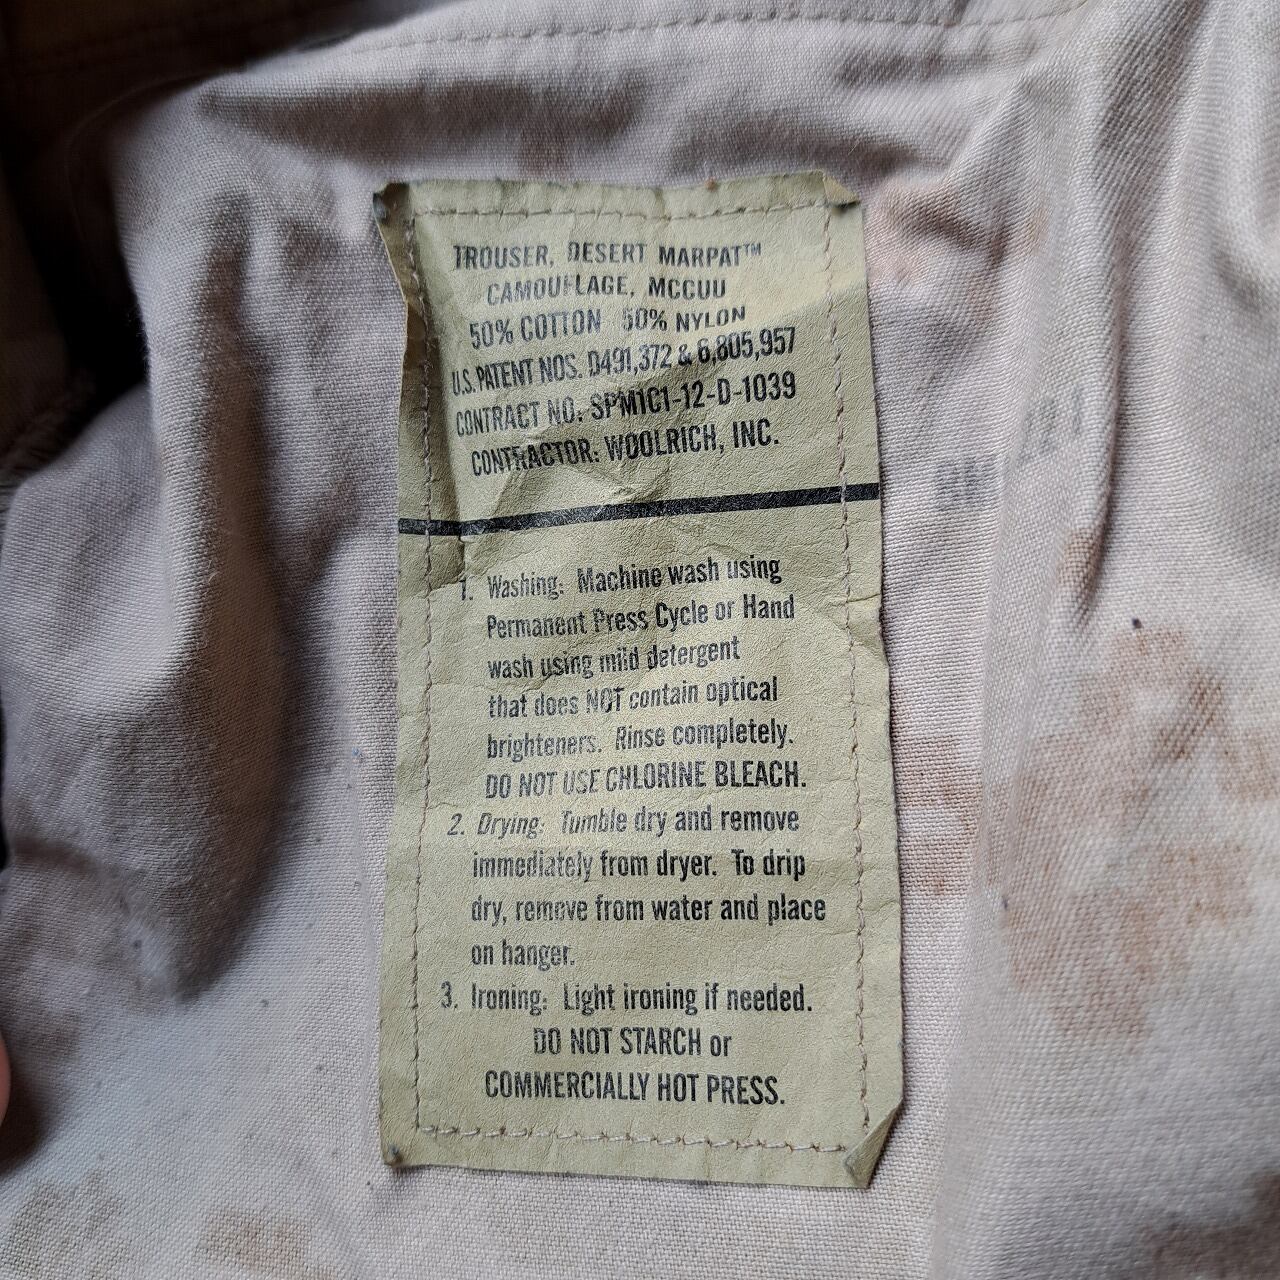 TROUSER, DESERT MARPAT™
CAMOUFLAGE, MCCUU
50% COTTON 50% NYLON
U.S. PATENT NOS. D491,372 & 6,805,957
CONTRACT NO. SPM1C1-12-D-1039
CONTRACTOR: WOOLRICH, INC.
1. Washing: Machine wash using
Permanent Press Cycle or Hand
wash using mild detergent
that does NOT contain optical
brighteners. Rinse completely.
DO NOT USE CHLORINE BLEACH.
2. Drying: Tumble dry and remove
immediately from dryer. To drip
dry, remove from water and place
on hanger.
3. Ironing: Light ironing if needed.
DO NOT STARCH or
COMMERCIALLY HOT PRESS.